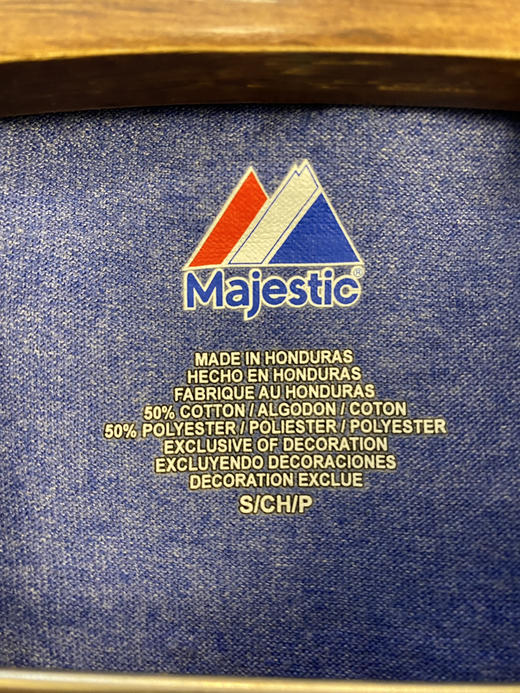 Majestic®
MADE IN HONDURAS
HECHO EN HONDURAS
FABRIQUE AU HONDURAS
50% COTTON / ALGODON / COTON
50% POLYESTER / POLIESTER / POLYESTER
EXCLUSIVE OF DECORATION
EXCLUYENDO DECORACIONES
DECORATION EXCLUE
S/CH/P